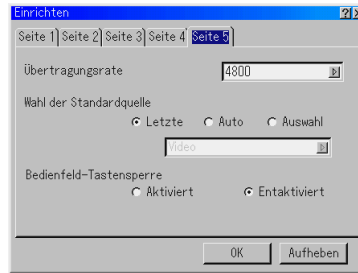 Einrichten
Seite 1 Seite 2 Seite 3 Seite 4 Seite 5
Übertragungsrate 4800
Wahl der Standardquelle
Letzte Auto Auswahl
Video
Bedienfeld-Tastensperre
Aktiviert Entaktiviert
OK Aufheben